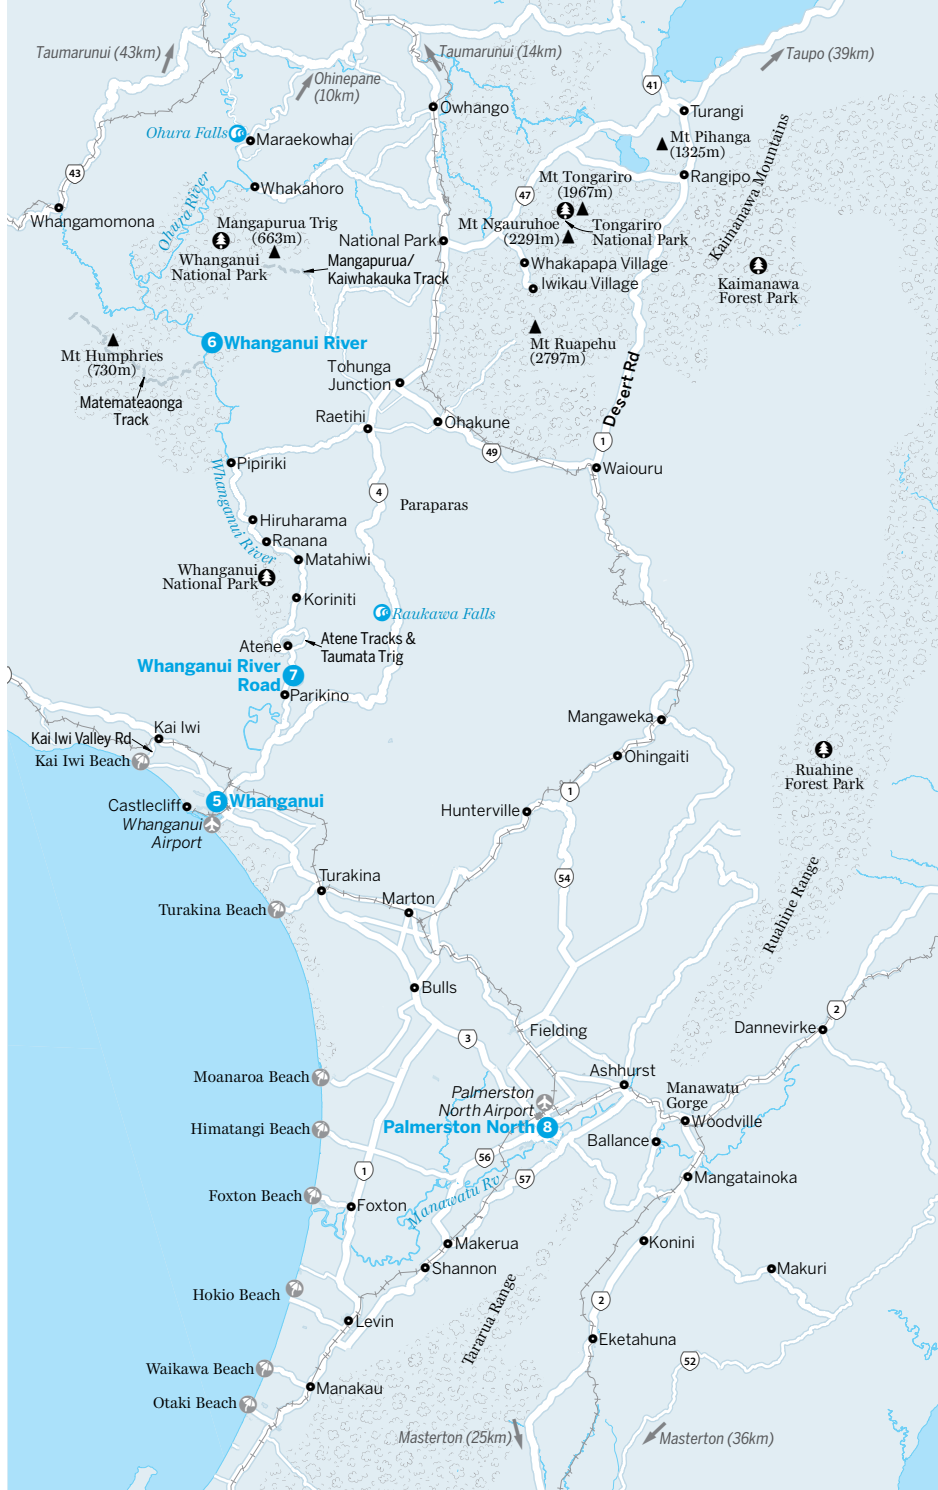 Taumarunui (43km)
Taumarunui (14km)
Taupo (39km)
Ohinepane
(10km)
41
Owhango
Turangi
Ohura Falls
Maraekowhai
Mt Pihanga
(1325m)
Kaimanawa Mountains
43
Whakahoro
Rangipo
Mt Tongariro
(1967m)
47
Whangamomona
Ohura River
Mangapurua Trig
(663m)
Mt Ngauruhoe
(2291m)
Tongariro
National Park
National Park
Whanganui
National Park
Mangapurua/
Kaiwhakauka Track
Whakapapa Village
Iwikau Village
Kaimanawa
Forest Park
6 Whanganui River
Mt Humphries
(730m)
Mt Ruapehu
(2797m)
Matemateaonga
Track
Tohunga
Junction
Desert Rd
Raetihi
Ohakune
1
49
Pipiriki
Waiouru
Whanganui River
4
Paraparas
Hiruharama
Ranana
Matahiwi
Whanganui
National Park
Koriniti
Raukawa Falls
Atene
Atene Tracks &
Taumata Trig
Whanganui River
Road
7
Parikino
Mangaweka
Kai Iwi
Kai Iwi Valley Rd
Kai Iwi Beach
Ohingaiti
Ruahine
Forest Park
1
Castlecliff
5 Whanganui
Whanganui
Airport
Hunterville
54
Ruahine Range
Turakina
Marton
Turakina Beach
Bulls
2
Dannevirke
3
Fielding
Ashhurst
Moanaroa Beach
Palmerston
North Airport
Manawatu
Gorge
Himatangi Beach
Palmerston North 8
Woodville
Ballance
56
1
57
Mangatainoka
Foxton Beach
Foxton
Manawatu Rv
Makerua
Konini
Shannon
Makuri
Hokio Beach
Tararua Range
2
Levin
Eketahuna
52
Waikawa Beach
Manakau
Otaki Beach
Masterton (25km)
Masterton (36km)